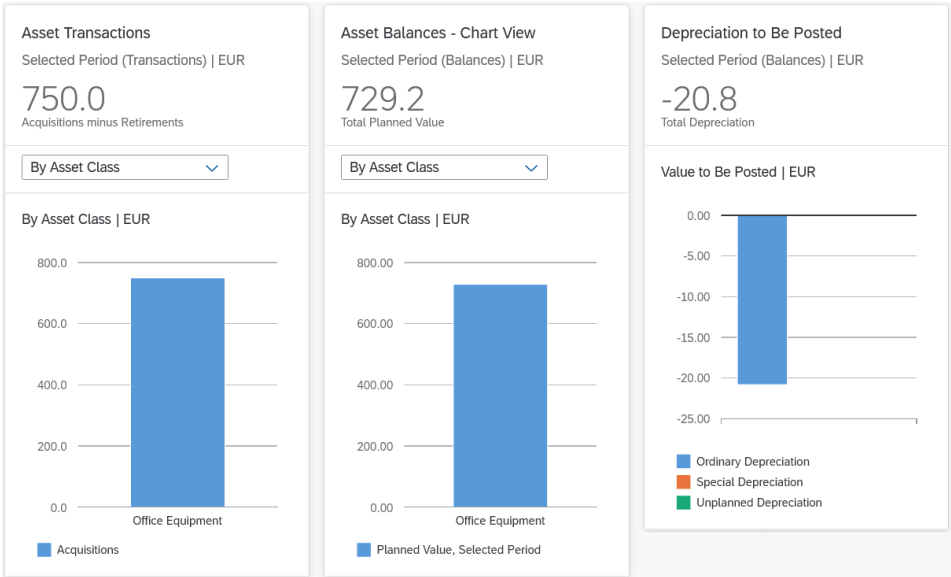 Asset Transactions
Selected Period (Transactions) | EUR
750.0
Acquisitions minus Retirements
By Asset Class
By Asset Class | EUR
800.0
600.0
400.0
200.0
0.0
Office Equipment
Acquisitions
Asset Balances - Chart View
Selected Period (Balances) | EUR
729.2
Total Planned Value
By Asset Class
By Asset Class | EUR
800.00
600.00
400.00
200.00
0.00
Office Equipment
Planned Value, Selected Period
Depreciation to Be Posted
Selected Period (Balances) | EUR
-20.8
Total Depreciation
Value to Be Posted | EUR
0.00
-5.00
-10.00
-15.00
-20.00
-25.00
Ordinary Depreciation
Special Depreciation
Unplanned Depreciation